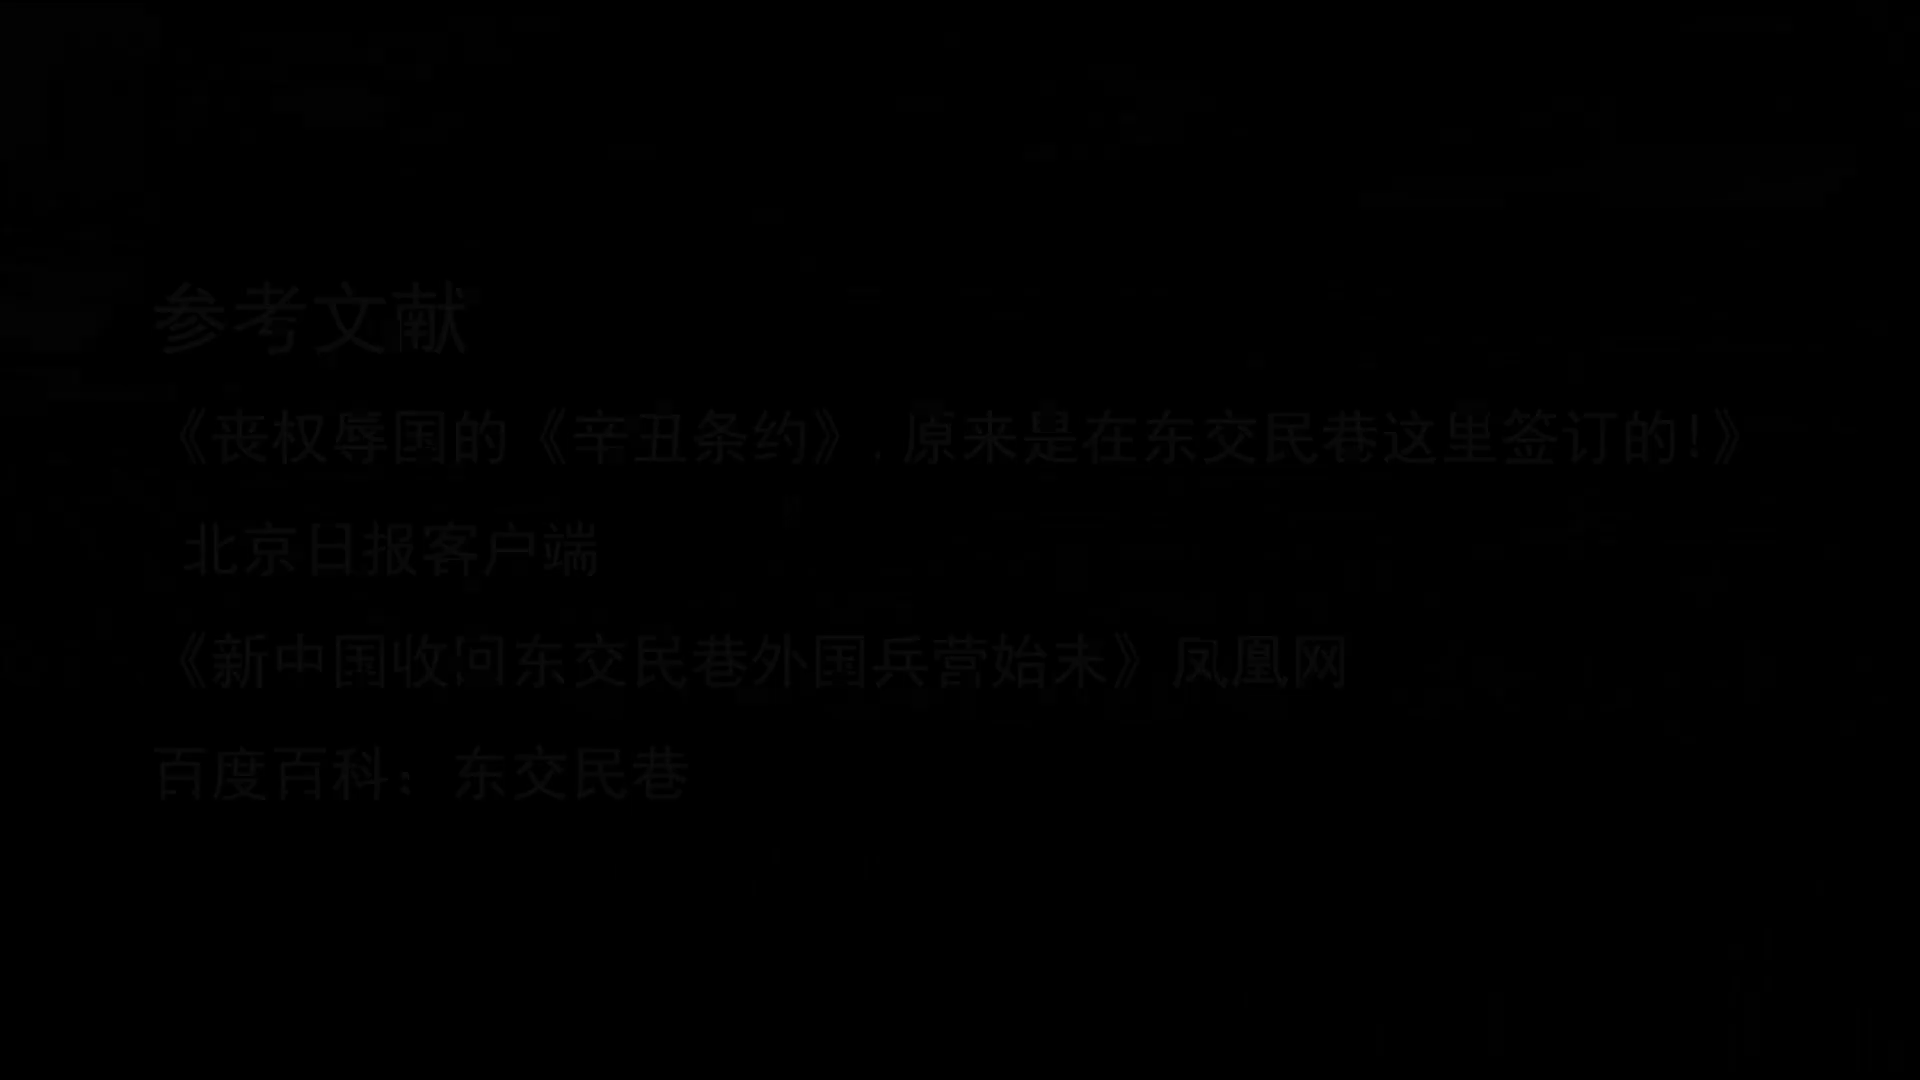 参考文献
《丧权辱国的《辛丑条约》,原来是在东交民巷这里签订的!》
北京日报客户端
《新中国收回东交民巷外国兵营始末》凤凰网
百度百科：东交民巷